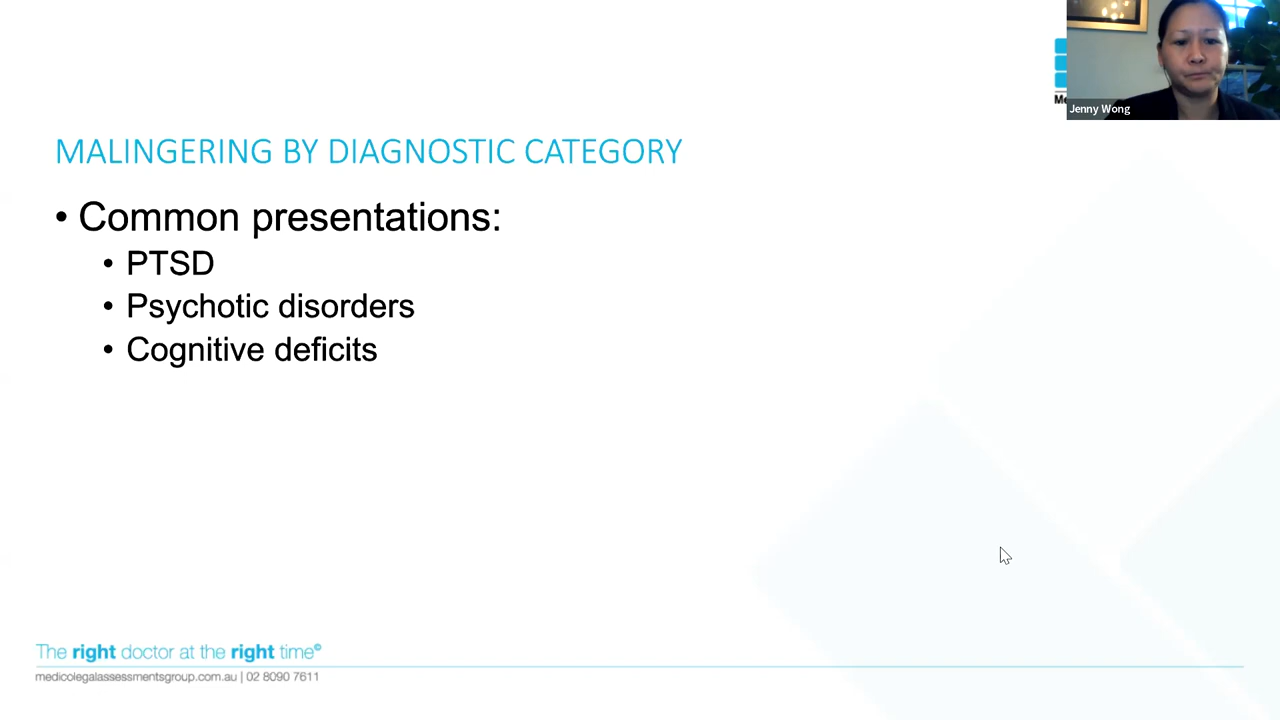 Jenny Wong
MALINGERING BY DIAGNOSTIC CATEGORY
• Common presentations:
• PTSD
• Psychotic disorders
• Cognitive deficits
The right doctor at the right time©
medicolegalassessmentsgroup.com.au | 02 8090 7611